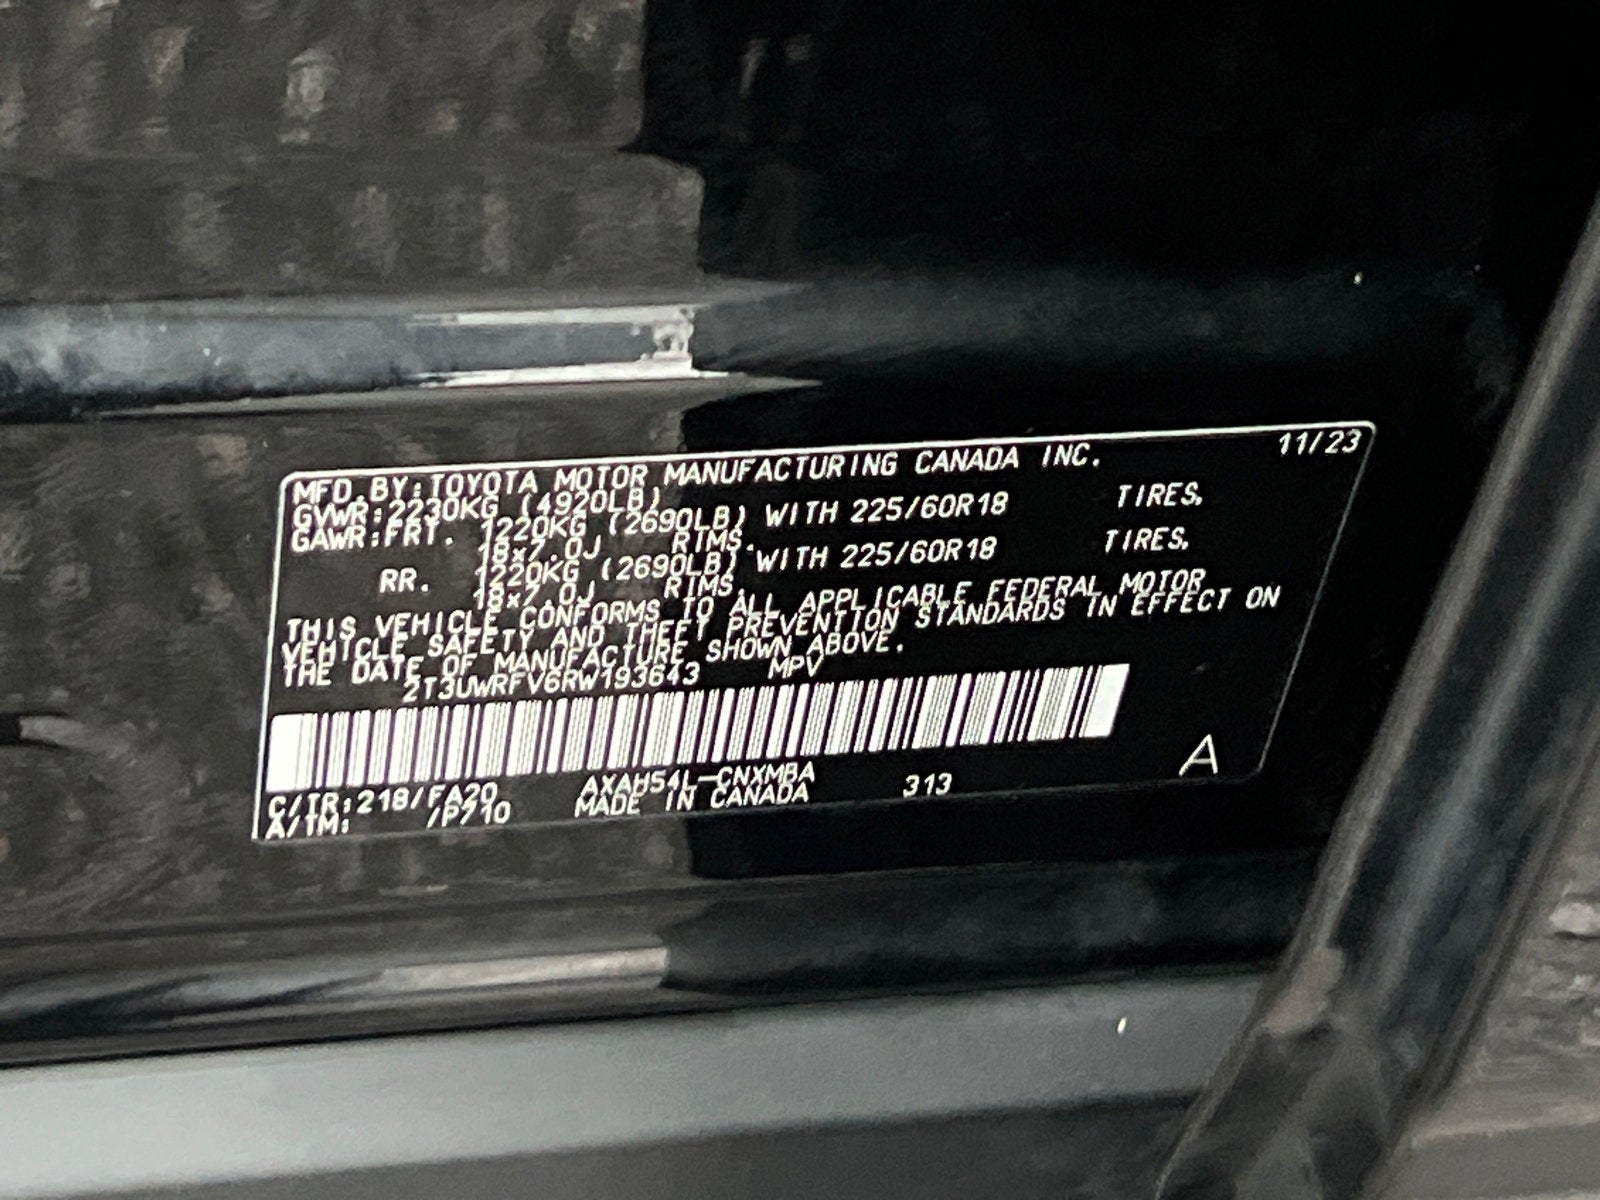 MFD.BY:TOYOTA MOTOR MANUFACTURING CANADA INC. 11/23
GVWR:2230KG (4920LB)
GAWR:FRT. 1220KG (2690LB) WITH 225/60R18 TIRES,
18x7.0J RIMS.
RR. 1220KG (2690LB) WITH 225/60R18 TIRES,
18x7.0J RIMS.
THIS VEHICLE CONFORMS TO ALL APPLICABLE FEDERAL MOTOR
VEHICLE SAFETY AND THEFT PREVENTION STANDARDS IN EFFECT ON
THE DATE OF MANUFACTURE SHOWN ABOVE.
2T3UWRFV6RW193643 MPV
C/TR:218/FA20 AXAH54L-CNXMBA 313 A
A/TM: /P710 MADE IN CANADA